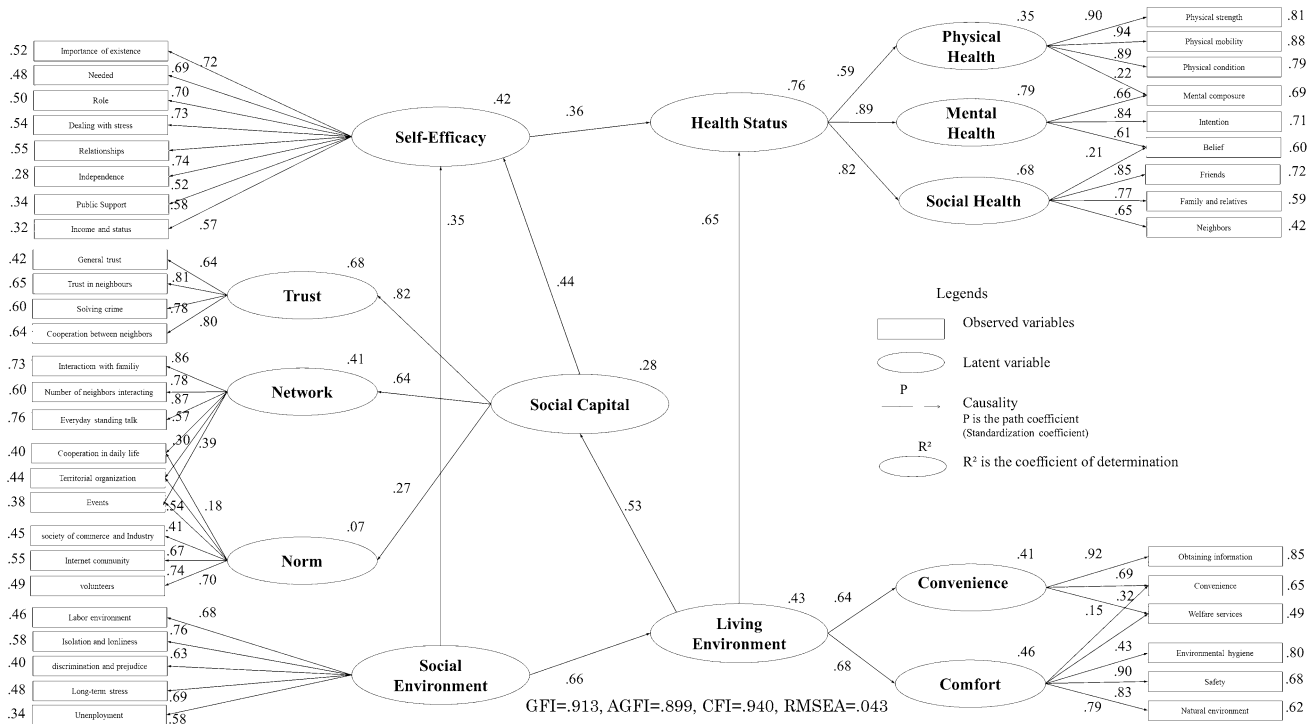 .52 Importance of existence .72
.48 Needed .69
.50 Role .70
.54 Dealing with stress .73
.55 Relationships
.28 Independence .74
.34 Public Support .52
.58
.32 Income and status .57
.42 Self-Efficacy
.36
.35
.44
.42 General trust .64
.65 Trust in neighbours .81
.60 Solving crime .78
.64 Cooperation between neighbors .80
.68 Trust
.82
.73 Interactiom with familiy .86
.60 Number of neighbors interacting .78
.76 Everyday standing talk .87
.57
.41 Network
.64
.40 Cooperation in daily life .30
.39
.44 Territorial organization
.38 Events .54
.18
.45 society of commerce and Industry .41
.55 Internet community .67
.49 volunteers .74
.70
.07 Norm
.27
.28 Social Capital
.53
.46 Labor environment .68
.58 Isolation and lonliness .76
.40 discrimination and prejudice .63
.48 Long-term stress .69
.34 Unenployment .58
Social
Environment
.66
.76 Health Status
.65
.59
.89
.82
.35 Physical
Health
.79 Mental
Health
.68 Social Health
.90 Physical strength .81
.94 Physical mobility .88
.89 Physical condition .79
.22
.66 Mental composure .69
.84 Intention .71
.61 Belief .60
.21
.85 Friends .72
.77 Family and relatives .59
.65 Neighbors .42
Legends
Observed variables
Latent variable
P
Causality
P is the path coefficient
(Standardization coefficient)
R²
R² is the coefficient of determination
.43 Living
Environment
.64
.68
.41 Convenience
.46 Comfort
.92 Obtaining information .85
.69 Convenience .65
.32
.15 Welfare services .49
.43 Environmental hygiene .80
.90 Safety .68
.83
.79 Natural environment .62
GFI=.913, AGFI=.899, CFI=.940, RMSEA=.043